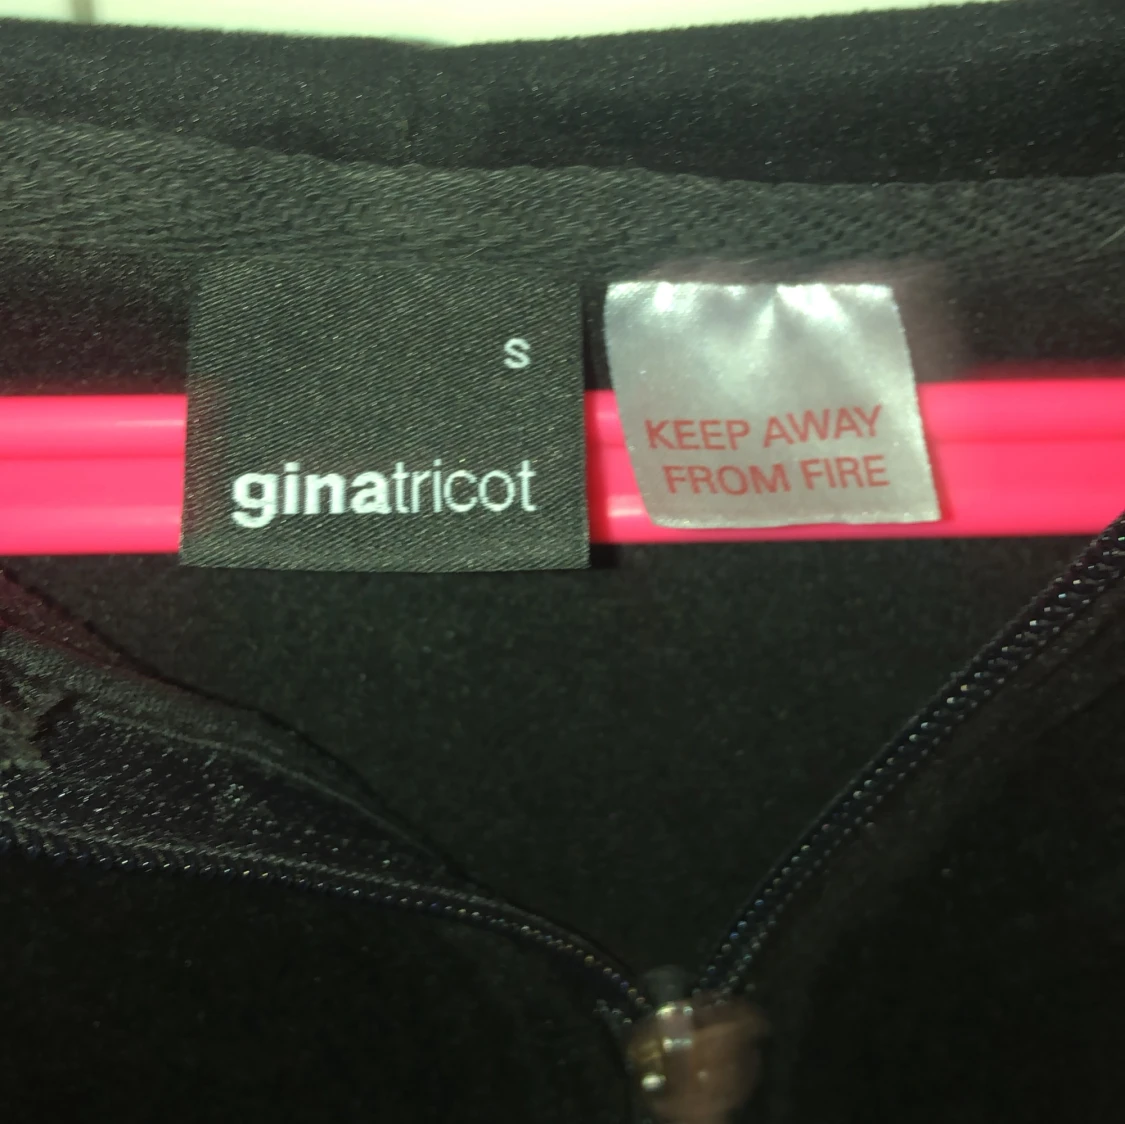 S
ginatricot
KEEP AWAY
FROM FIRE